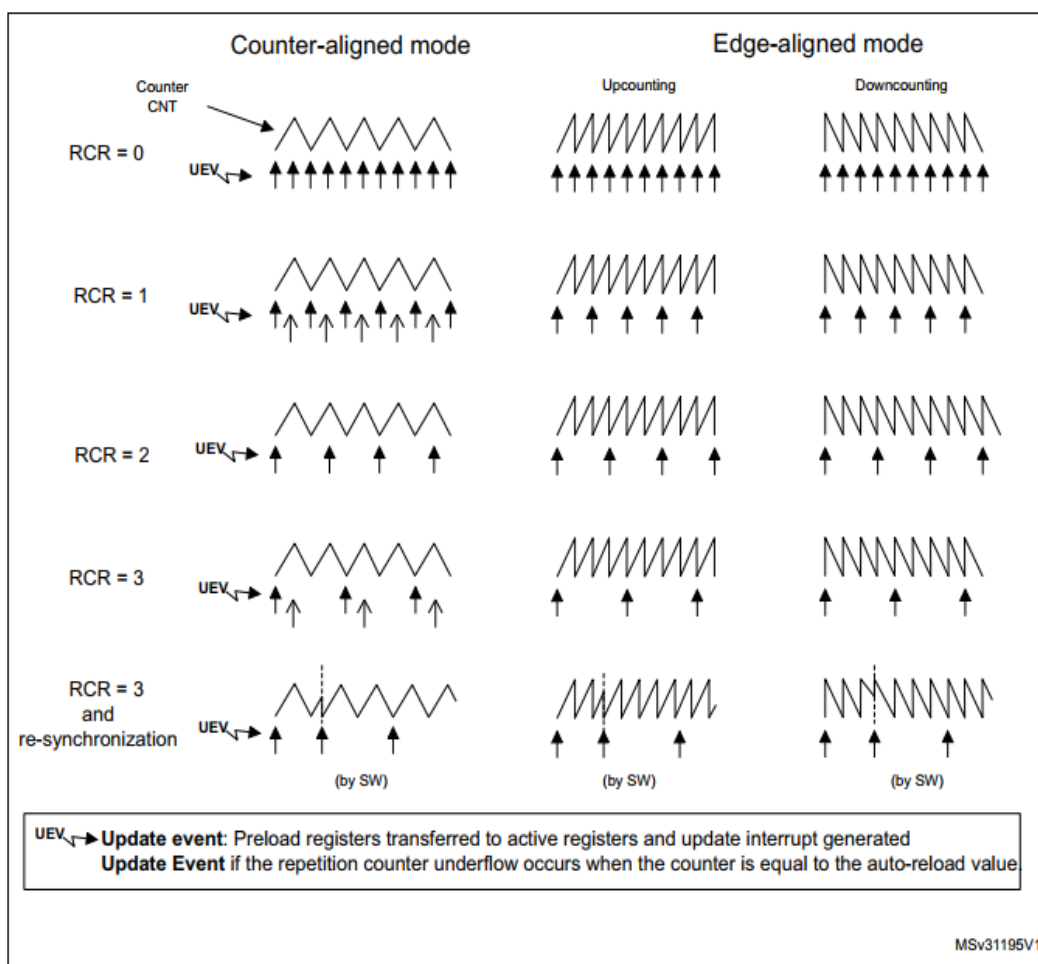 Counter-aligned mode
Edge-aligned mode
Counter
CNT
Upcounting
Downcounting
RCR = 0
UEV
RCR = 1
UEV
RCR = 2
UEV
RCR = 3
UEV
RCR = 3
and
re-synchronization
UEV
(by SW)
(by SW)
(by SW)
UEV Update event: Preload registers transferred to active registers and update interrupt generated
Update Event if the repetition counter underflow occurs when the counter is equal to the auto-reload value.
MSv31195V1